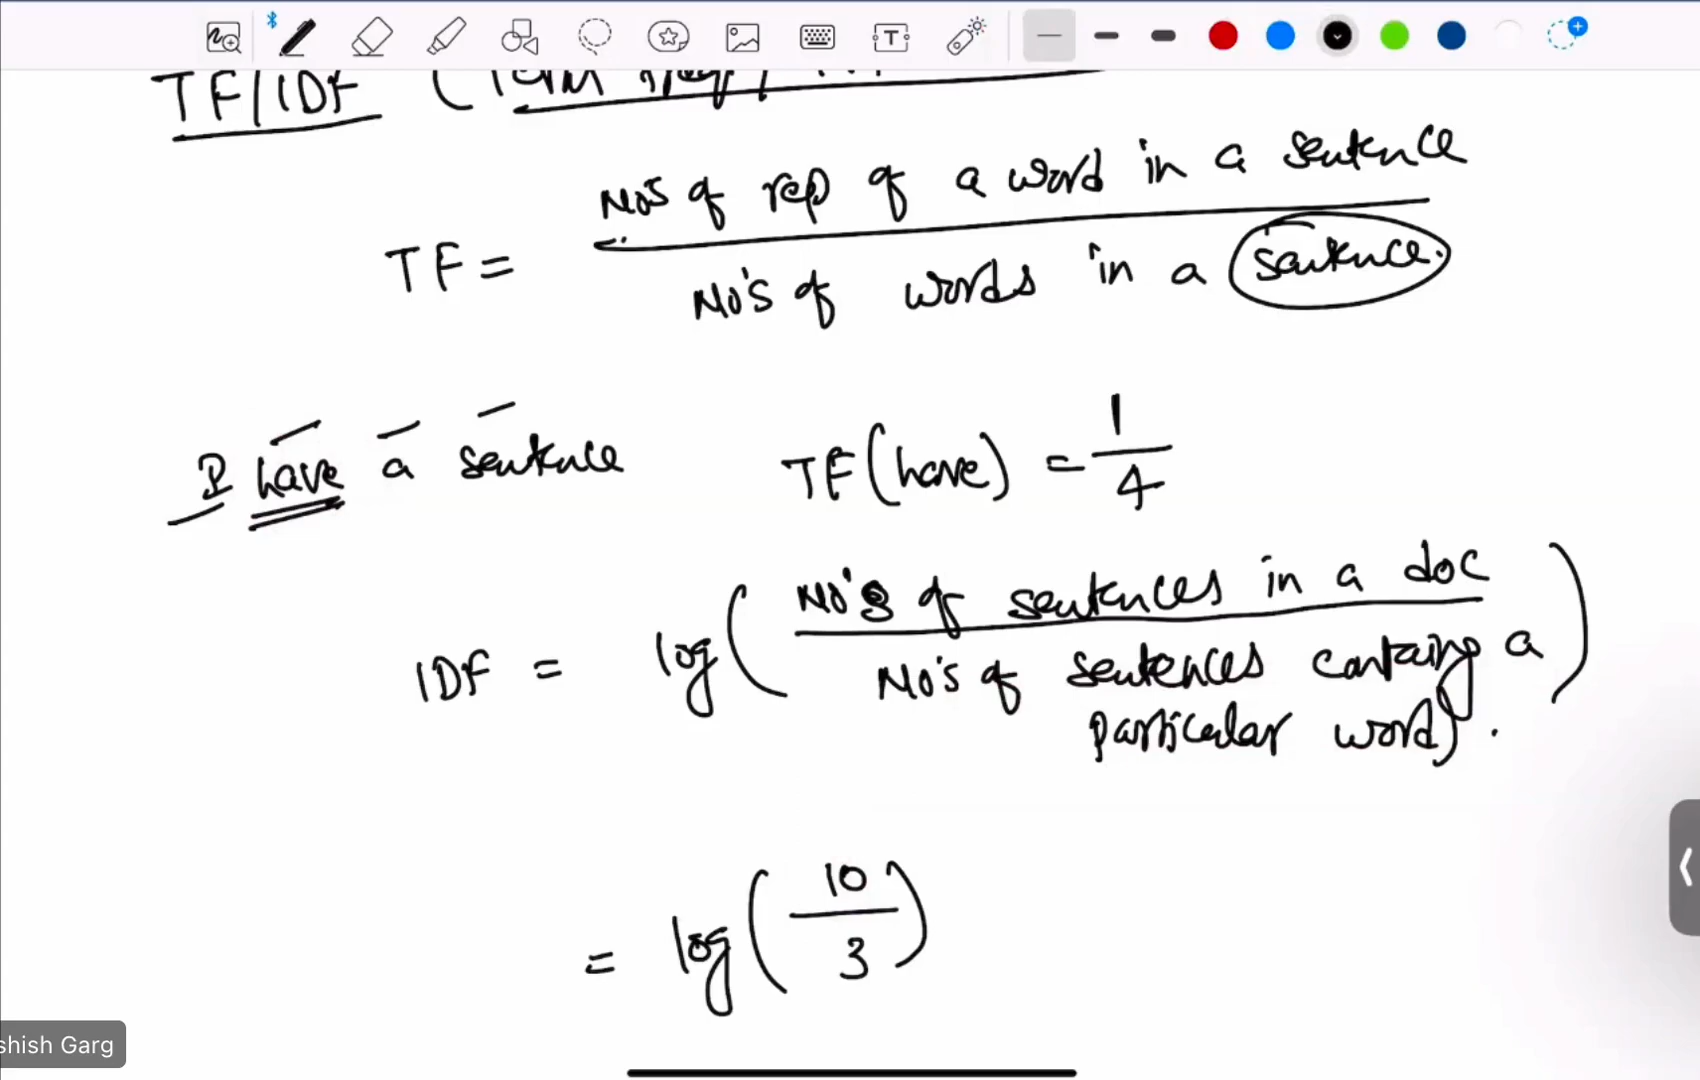 TF/IDF (Term
TF = No's of rep of a word in a sentence
No's of words in a sentence.
I have a sentence
TF(have) = 1
4
IDF = log( No's of sentences in a doc
No's of sentences containg a
particular word) .
= log( 10
3 )
shish Garg
T